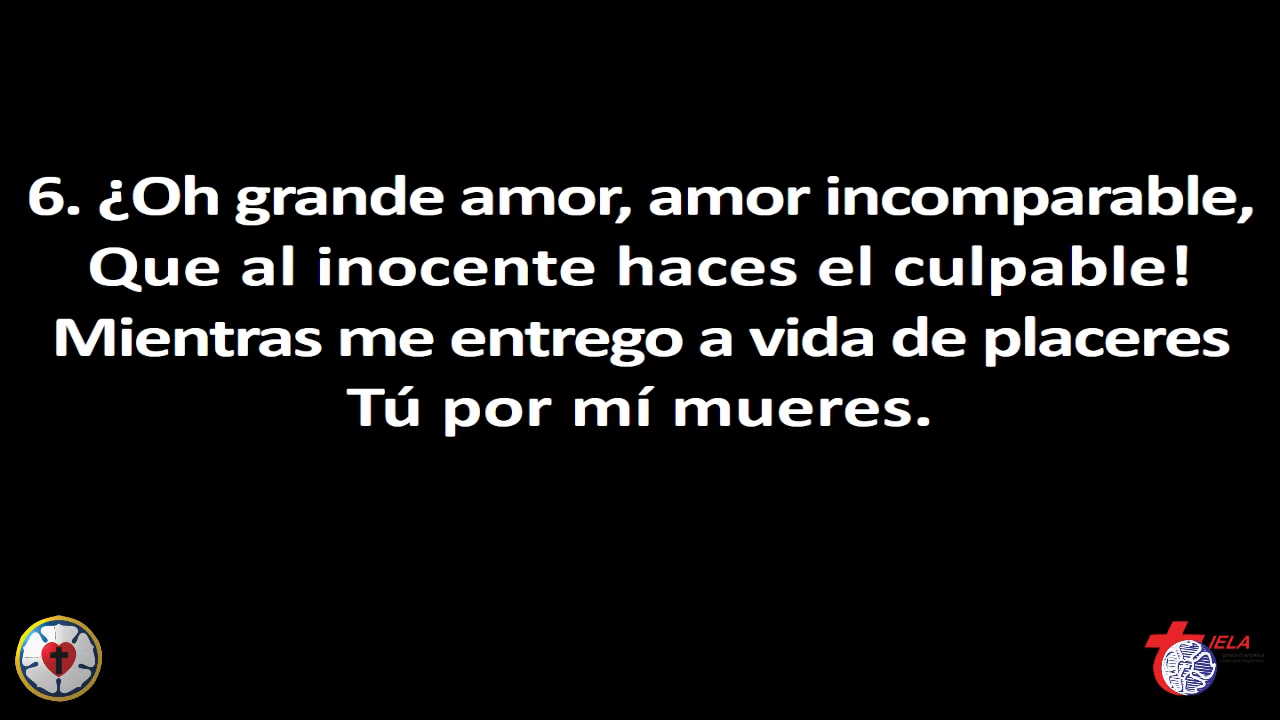 6. ¿Oh grande amor, amor incomparable,
Que al inocente haces el culpable!
Mientras me entrego a vida de placeres
Tú por mí mueres.
IELA